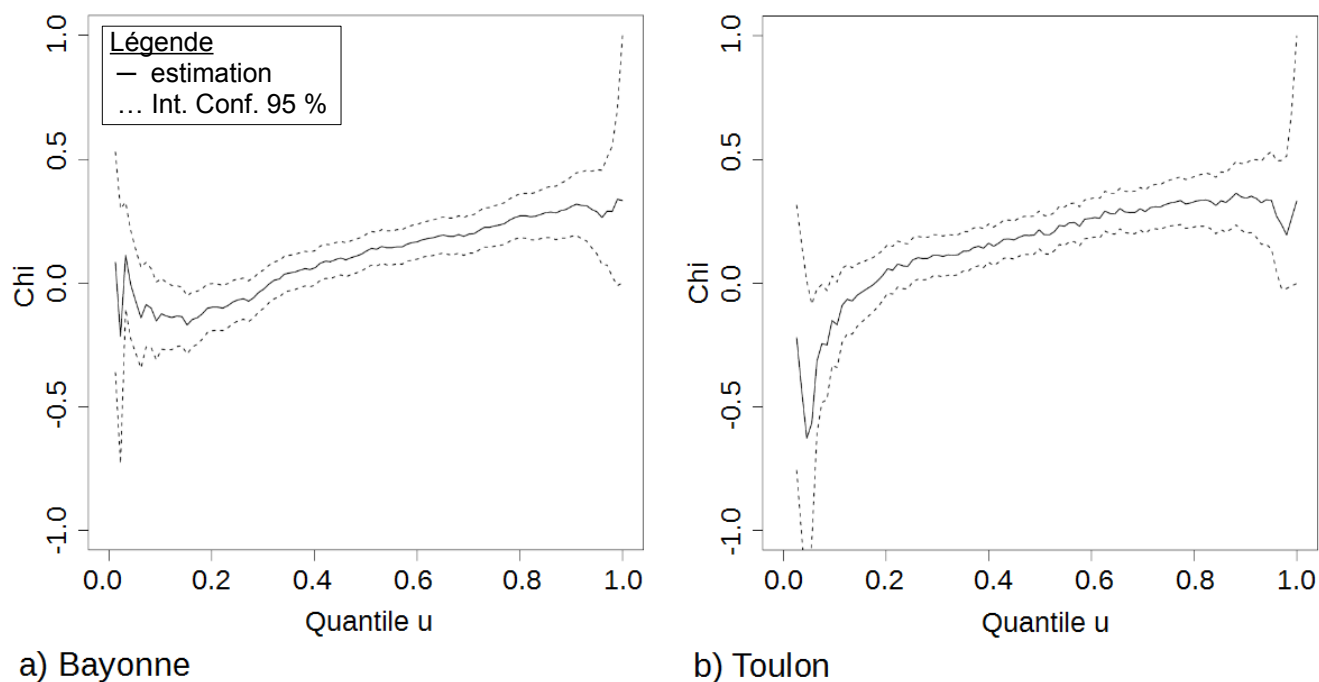 Légende
— estimation
... Int. Conf. 95 %
Chi
1.0
0.5
0.0
-0.5
-1.0
0.0 0.2 0.4 0.6 0.8 1.0
Quantile u
a) Bayonne
Chi
1.0
0.5
0.0
-0.5
-1.0
0.0 0.2 0.4 0.6 0.8 1.0
Quantile u
b) Toulon